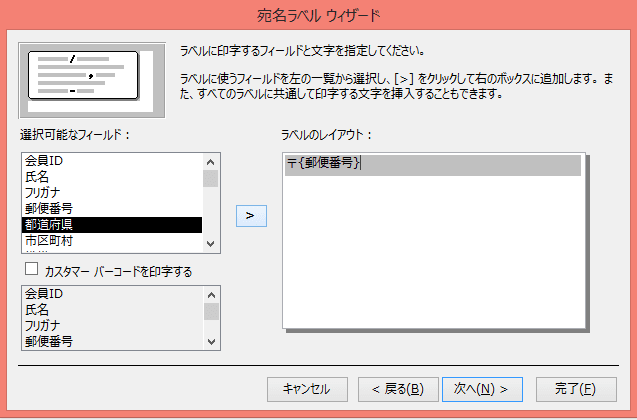 宛名ラベル ウィザード
ラベルに印字するフィールドと文字を指定してください。
ラベルに使うフィールドを左の一覧から選択し、[>] をクリックして右のボックスに追加します。ま
た、すべてのラベルに共通して印字する文字を挿入することもできます。
選択可能なフィールド：
ラベルのレイアウト：
会員ID
氏名
フリガナ
郵便番号
都道府県
市区町村
>
〒{郵便番号}
カスタマー バーコードを印字する
会員ID
氏名
フリガナ
郵便番号
キャンセル
< 戻る(B)
次へ(N) >
完了(F)